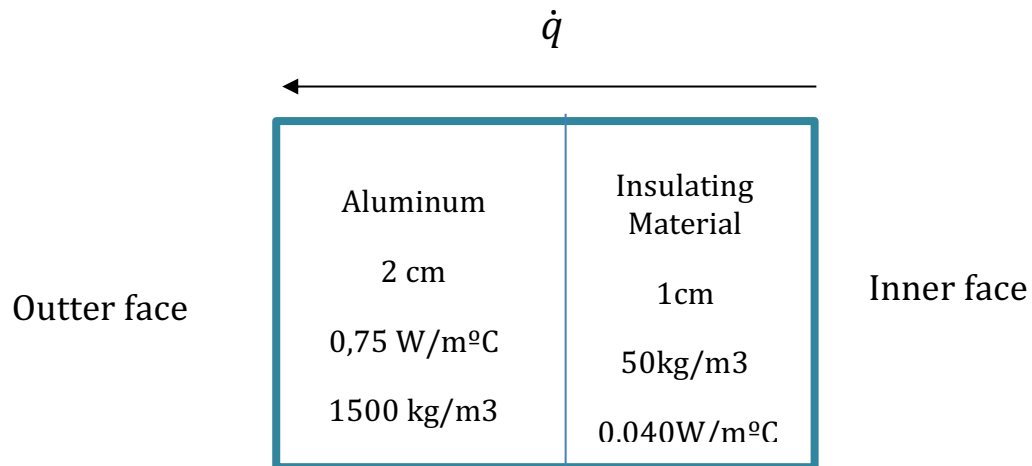 q̇
Aluminum
2 cm
0,75 W/mºC
1500 kg/m3
Insulating
Material
1cm
50kg/m3
0.040W/mºC
Outter face
Inner face